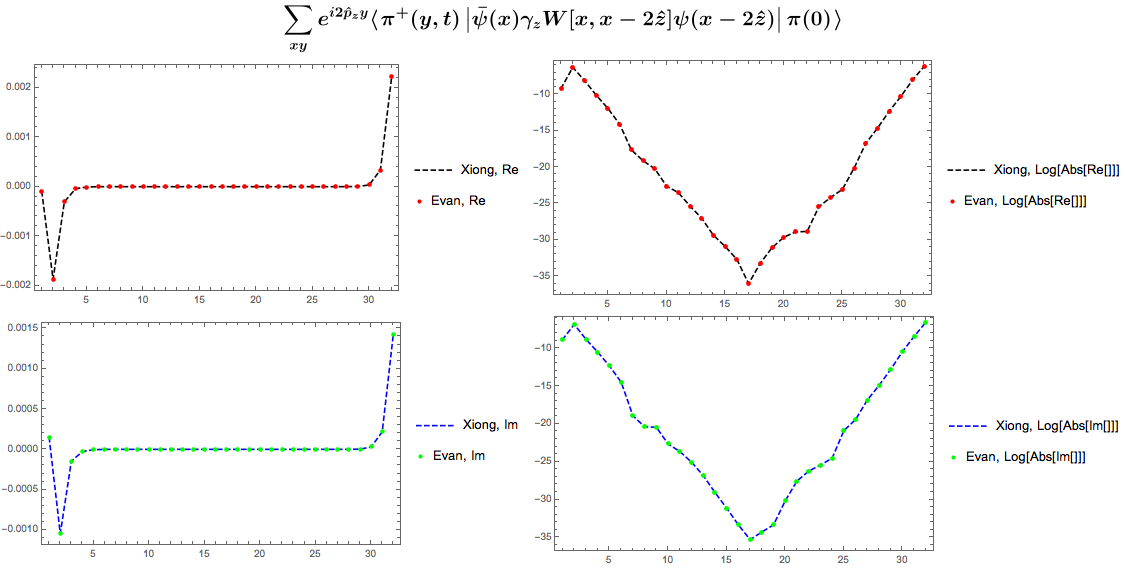 ∑_{xy} e^{i2p̂_z y}⟨π⁺(y, t) |ψ̄(x)γ_z W[x, x − 2ẑ]ψ(x − 2ẑ)| π(0)⟩
0.002
0.001
0.000
−0.001
−0.002
5 10 15 20 25 30
Xiong, Re
Evan, Re
−10
−15
−20
−25
−30
−35
5 10 15 20 25 30
Xiong, Log[Abs[Re[]]]
Evan, Log[Abs[Re[]]]
0.0015
0.0010
0.0005
0.0000
−0.0005
−0.0010
5 10 15 20 25 30
Xiong, Im
Evan, Im
−10
−15
−20
−25
−30
−35
5 10 15 20 25 30
Xiong, Log[Abs[Im[]]]
Evan, Log[Abs[Im[]]]